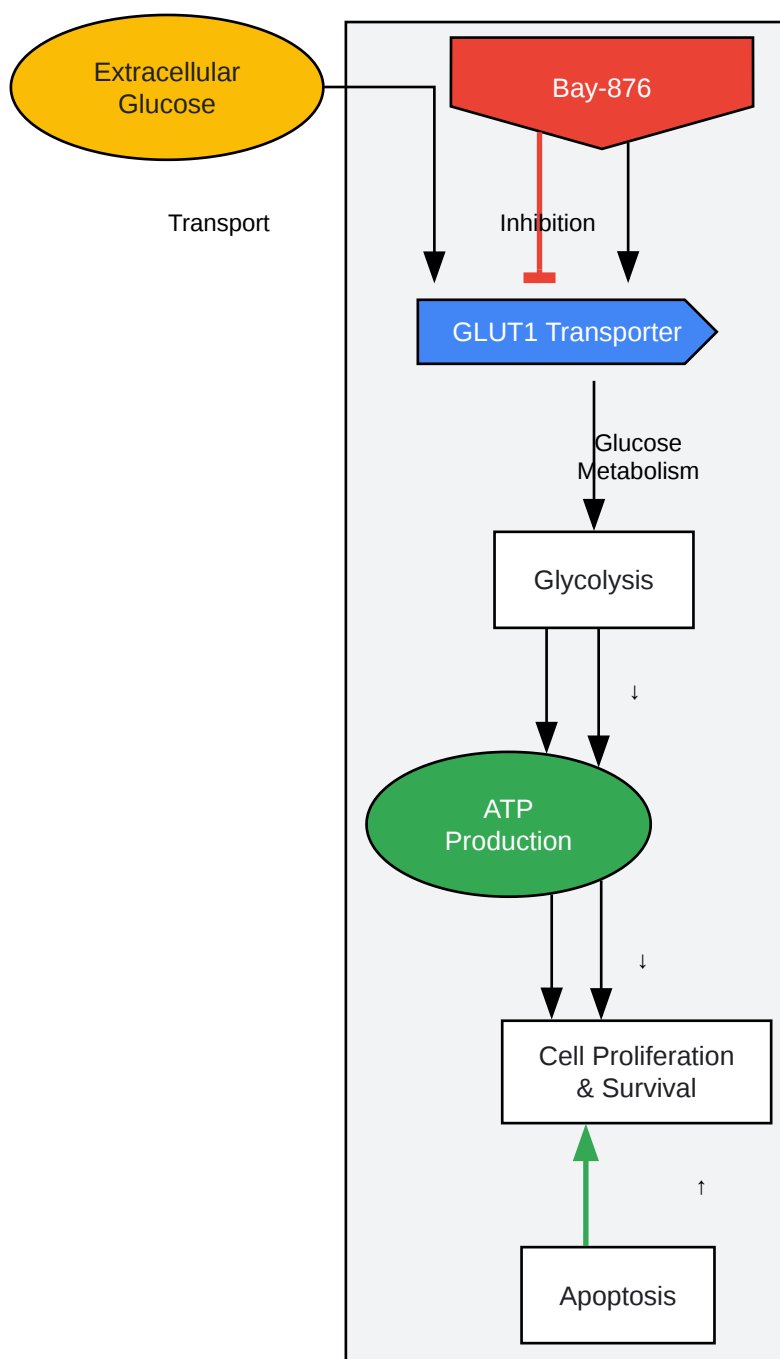 Extracellular
Glucose
Bay-876
Transport
Inhibition
GLUT1 Transporter
Glucose
Metabolism
Glycolysis
↓
ATP
Production
↓
Cell Proliferation
& Survival
↑
Apoptosis